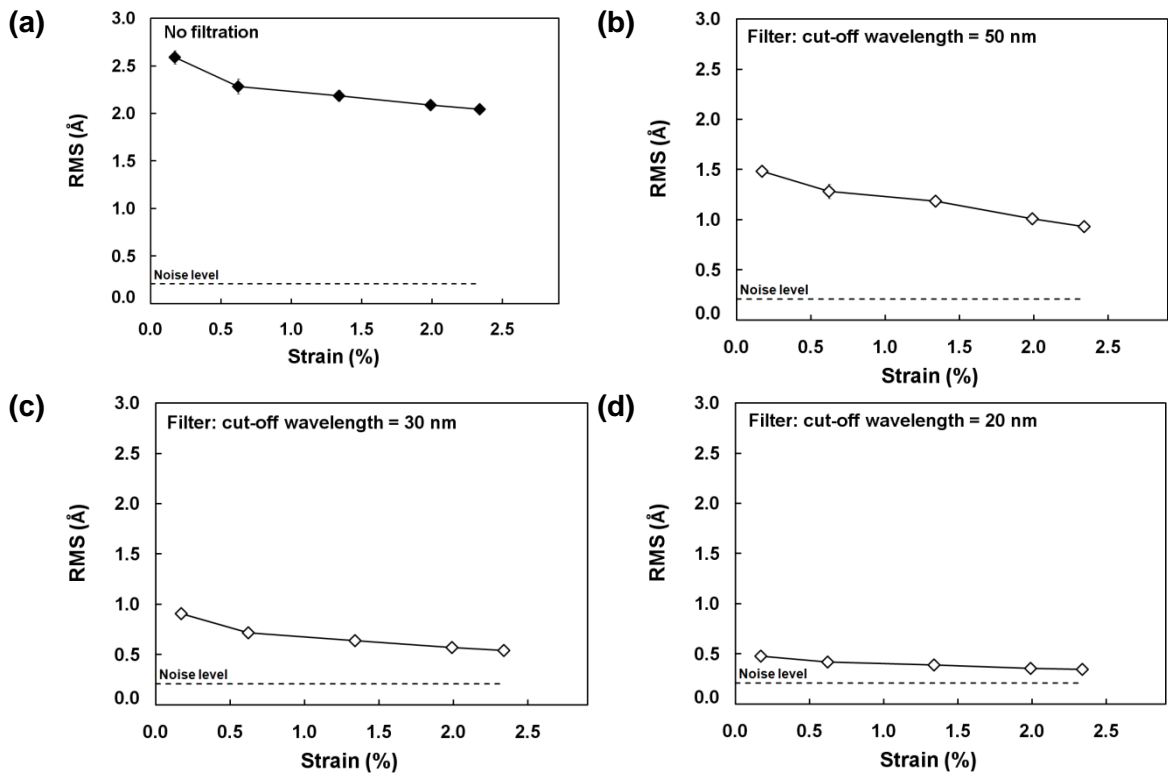 (a)
No filtration
3.0
2.5
2.0
1.5
1.0
0.5
0.0
RMS (Å)
Noise level
0.0 0.5 1.0 1.5 2.0 2.5
Strain (%)
(b)
Filter: cut-off wavelength = 50 nm
3.0
2.5
2.0
1.5
1.0
0.5
0.0
RMS (Å)
Noise level
0.0 0.5 1.0 1.5 2.0 2.5
Strain (%)
(c)
Filter: cut-off wavelength = 30 nm
3.0
2.5
2.0
1.5
1.0
0.5
0.0
RMS (Å)
Noise level
0.0 0.5 1.0 1.5 2.0 2.5
Strain (%)
(d)
Filter: cut-off wavelength = 20 nm
3.0
2.5
2.0
1.5
1.0
0.5
0.0
RMS (Å)
Noise level
0.0 0.5 1.0 1.5 2.0 2.5
Strain (%)